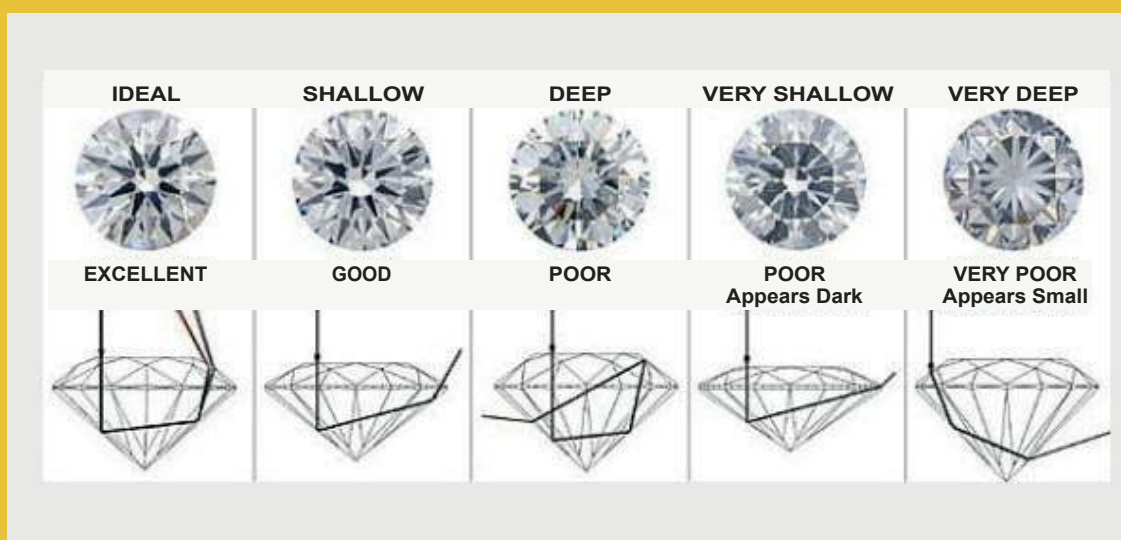 IDEAL
SHALLOW
DEEP
VERY SHALLOW
VERY DEEP
EXCELLENT
GOOD
POOR
POOR
Appears Dark
VERY POOR
Appears Small